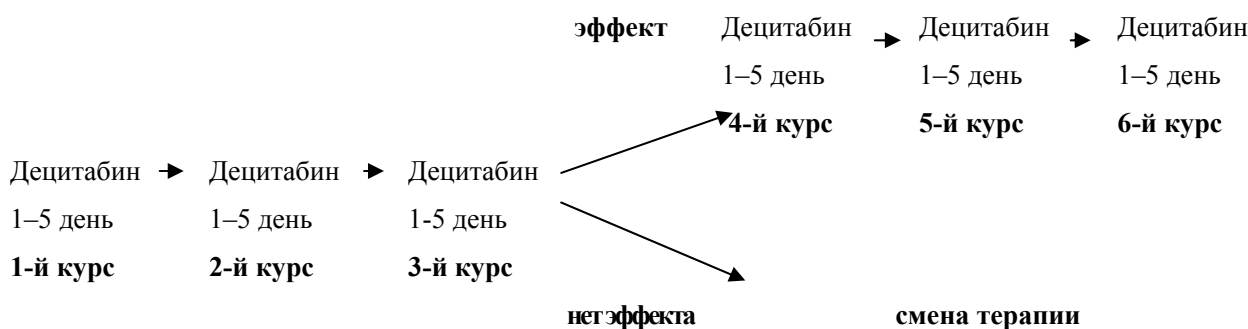 эффект Децитабин Децитабин Децитабин
1–5 день 1–5 день 1–5 день
4-й курс 5-й курс 6-й курс
Децитабин Децитабин Децитабин
1–5 день 1–5 день 1-5 день
1-й курс 2-й курс 3-й курс
нет эффекта смена терапии